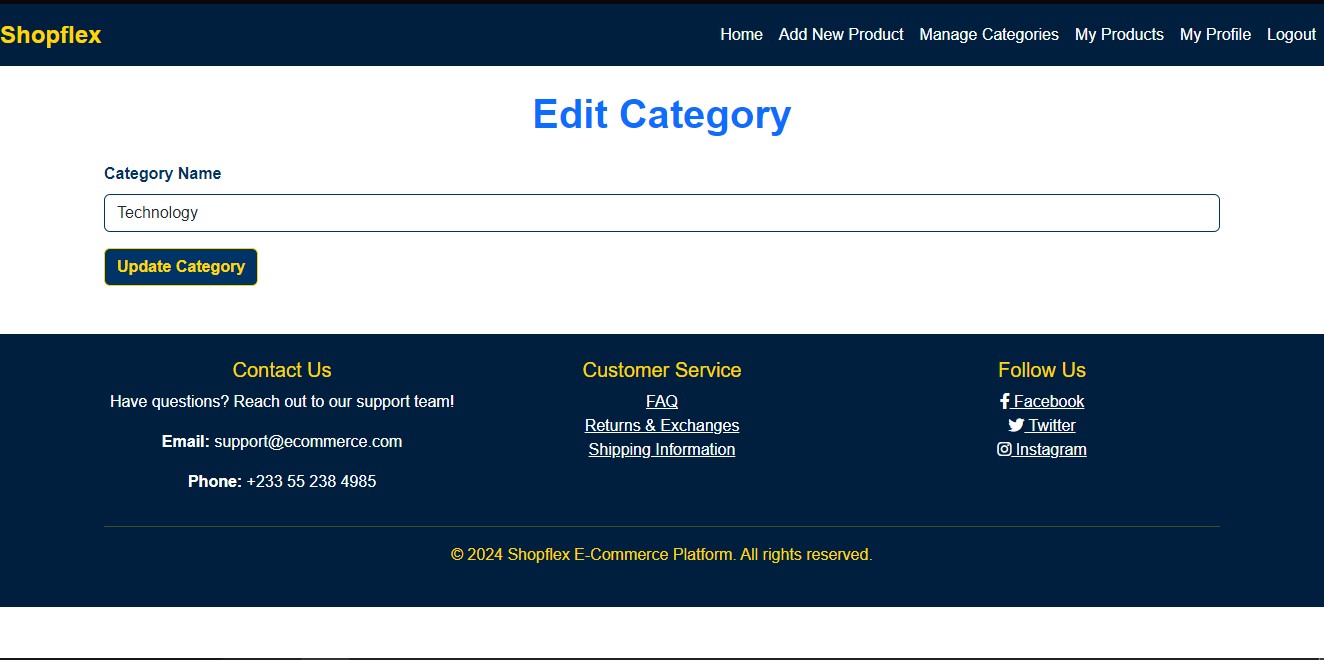 Shopflex
Home Add New Product Manage Categories My Products My Profile Logout
Edit Category
Category Name
Technology
Update Category
Contact Us
Have questions? Reach out to our support team!
Email: support@ecommerce.com
Phone: +233 55 238 4985
Customer Service
FAQ
Returns & Exchanges
Shipping Information
Follow Us
Facebook
Twitter
Instagram
© 2024 Shopflex E-Commerce Platform. All rights reserved.